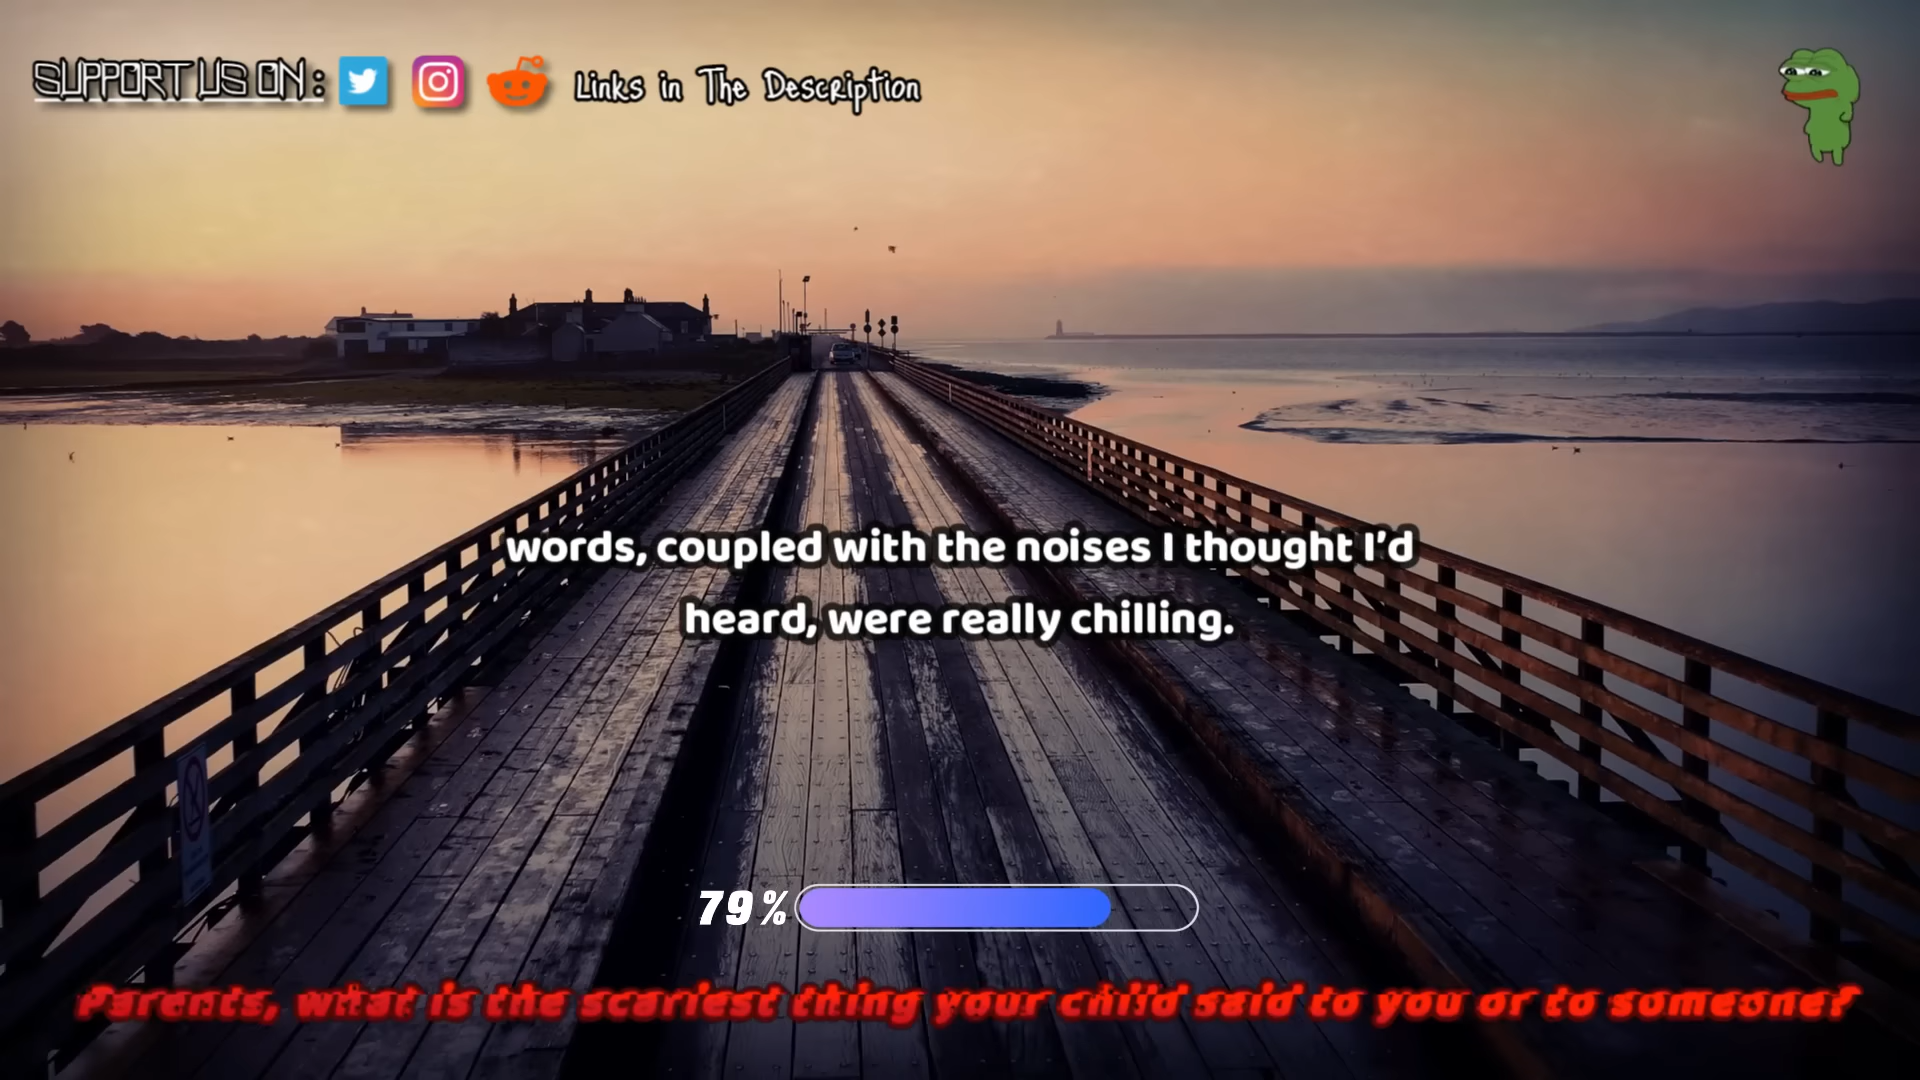 SUPPORT US ON :
Links in The Description
words, coupled with the noises I thought I'd
heard, were really chilling.
79%
Parents, what is the scariest thing your child said to you or to someone?